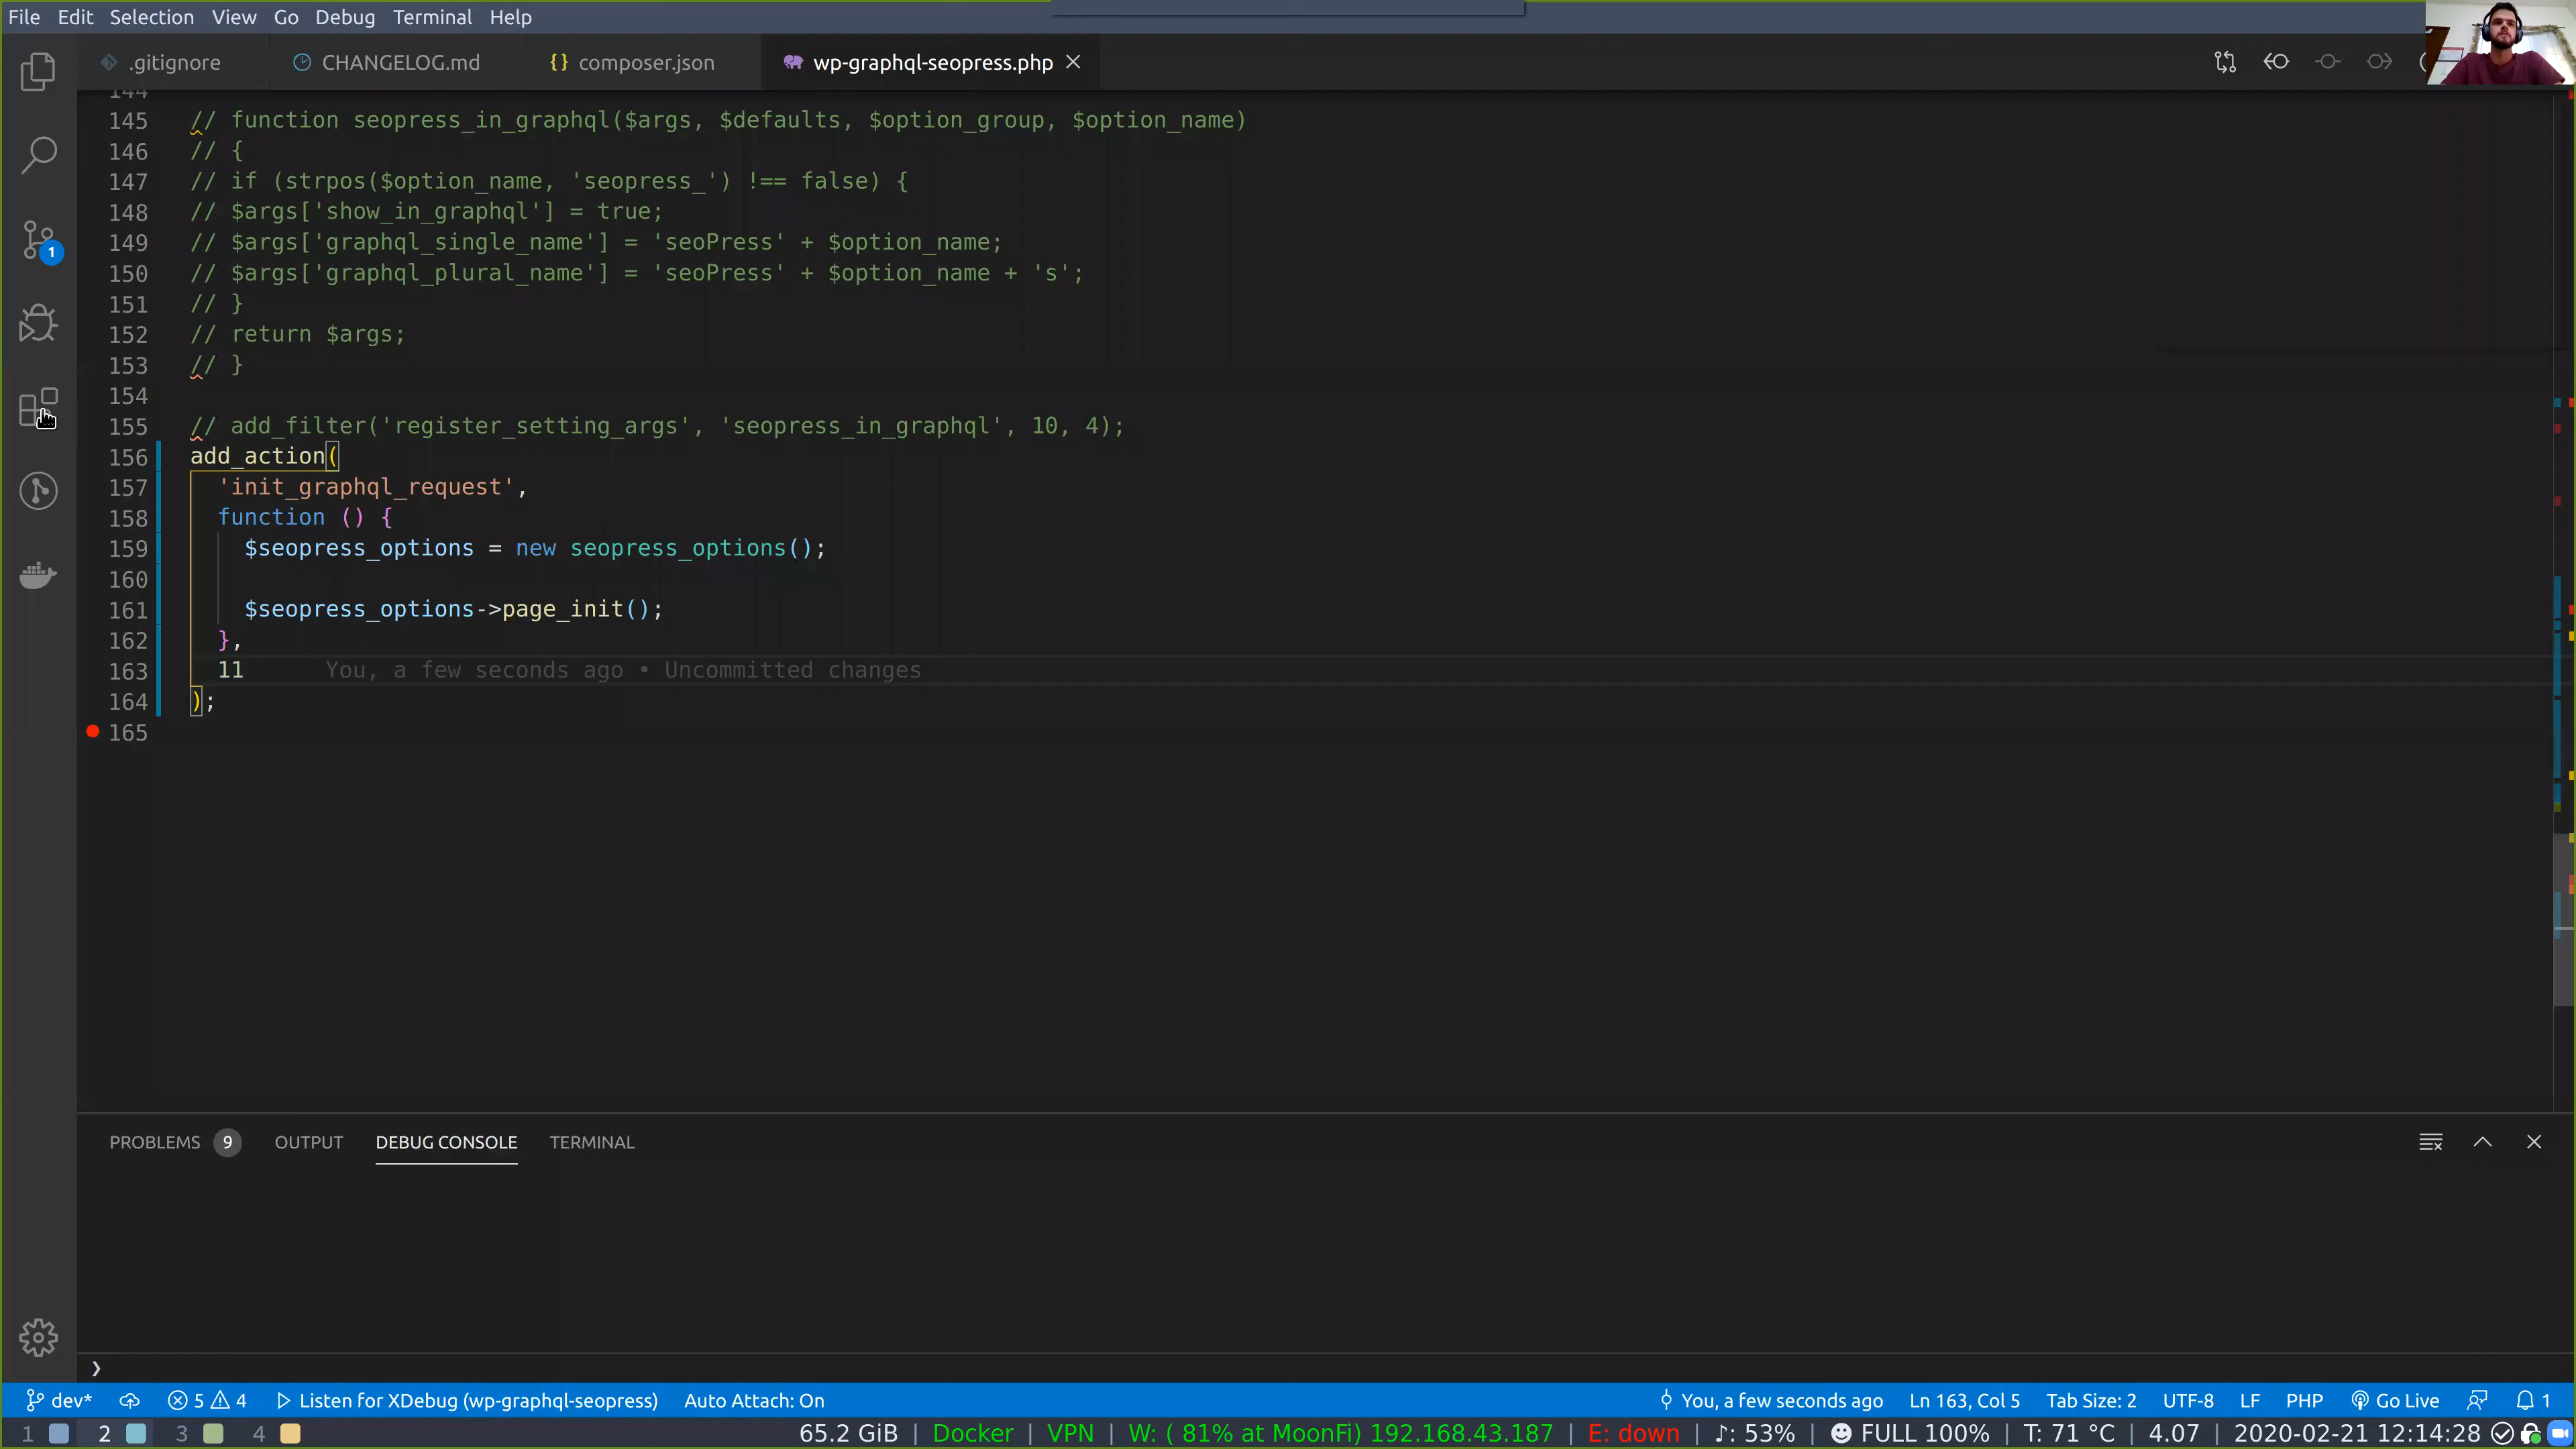 File Edit Selection View Go Debug Terminal Help
.gitignore CHANGELOG.md {} composer.json wp-graphql-seopress.php
144
145 // function seopress_in_graphql($args, $defaults, $option_group, $option_name)
146 // {
147 // if (strpos($option_name, 'seopress_') !== false) {
148 // $args['show_in_graphql'] = true;
149 // $args['graphql_single_name'] = 'seoPress' + $option_name;
150 // $args['graphql_plural_name'] = 'seoPress' + $option_name + 's';
151 // }
152 // return $args;
153 // }
154
155 // add_filter('register_setting_args', 'seopress_in_graphql', 10, 4);
156 add_action(
157 'init_graphql_request',
158 function () {
159 $seopress_options = new seopress_options();
160
161 $seopress_options->page_init();
162 },
163 11 You, a few seconds ago • Uncommitted changes
164 );
165
1
PROBLEMS 9 OUTPUT DEBUG CONSOLE TERMINAL
❯
dev* 5 4 Listen for XDebug (wp-graphql-seopress) Auto Attach: On You, a few seconds ago Ln 163, Col 5 Tab Size: 2 UTF-8 LF PHP Go Live 1
1 2 3 4 65.2 GiB | Docker | VPN | W: ( 81% at MoonFi) 192.168.43.187 | E: down | ♪: 53% | FULL 100% | T: 71 °C | 4.07 | 2020-02-21 12:14:28